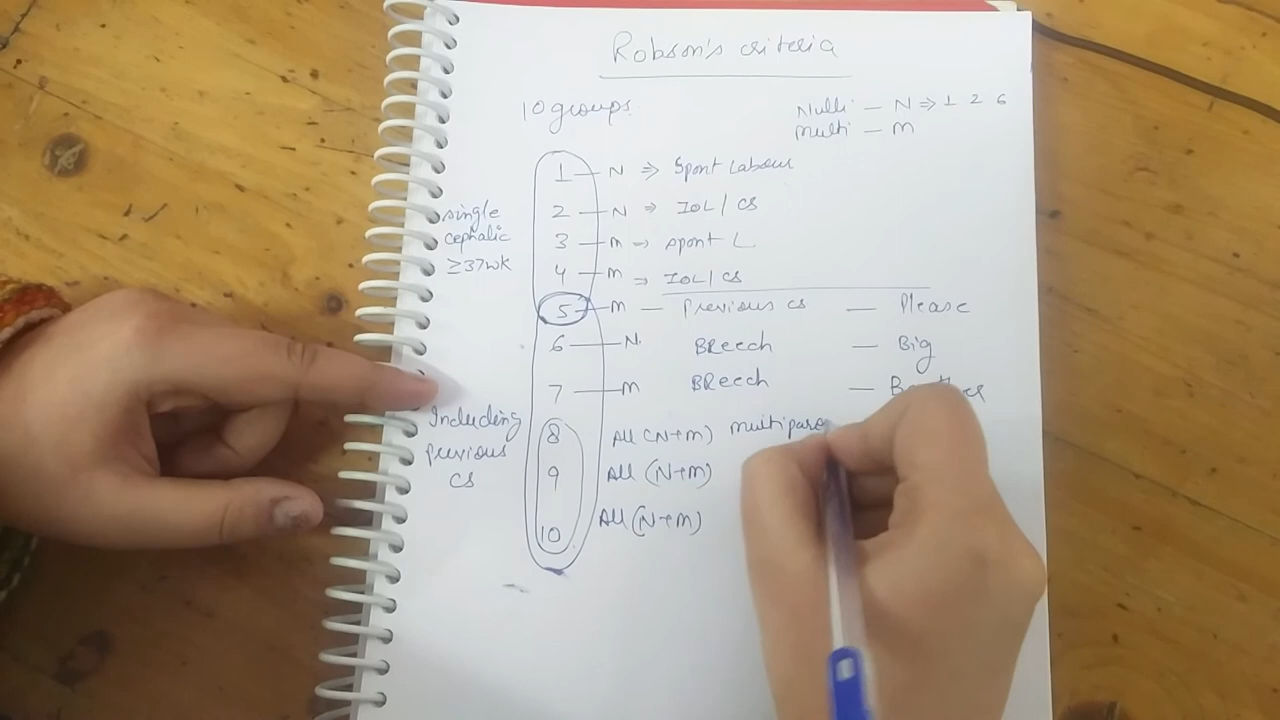 Robson's criteria
10 groups.
Nulli — N ⇒ 1 2 6
Multi — M
1 — N ⇒ Spont Labour
2 — N ⇒ IOL / CS
3 — M ⇒ Spont L
4 — M ⇒ IOL / CS
single
cephalic
≥37wk
5 — M — Previous CS — Please
6 — N. BReech — Big
7 — M BReech —
Including
previous
CS
8 All (N+M) multipara
9 All (N+M)
10 All (N+M)